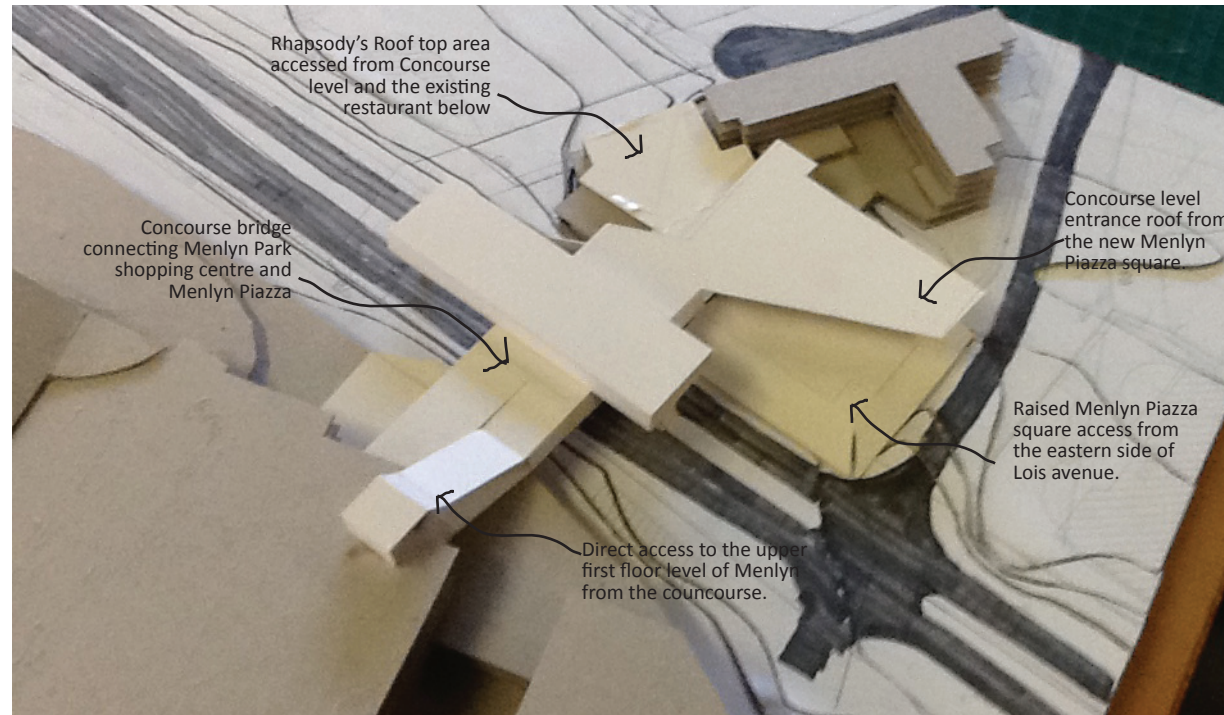 Rhapsody's Roof top area
accessed from Concourse
level and the existing
restaurant below
Concourse bridge
connecting Menlyn Park
shopping centre and
Menlyn Piazza
Concourse level
entrance roof from
the new Menlyn
Piazza square.
Raised Menlyn Piazza
square access from
the eastern side of
Lois avenue.
Direct access to the upper
first floor level of Menlyn
from the councourse.